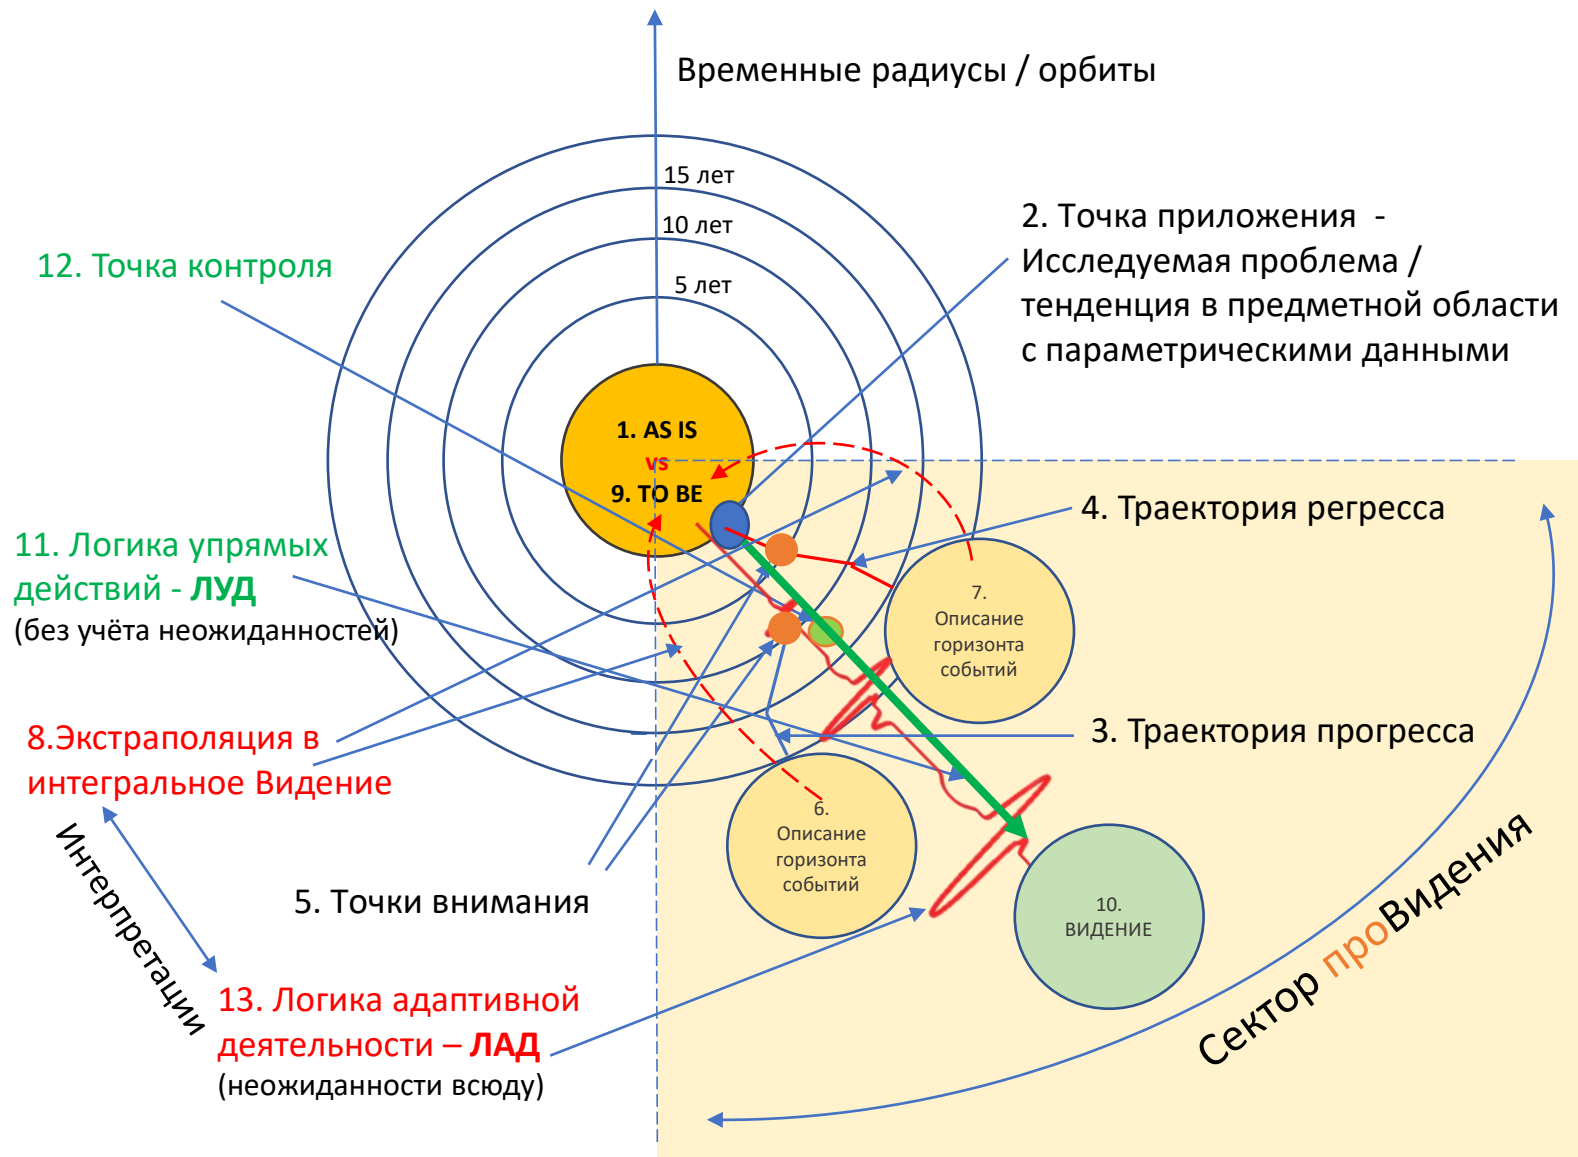 Временные радиусы / орбиты
15 лет
10 лет
5 лет
2. Точка приложения -
Исследуемая проблема /
тенденция в предметной области
с параметрическими данными
12. Точка контроля
1. AS IS
vs
9. TO BE
4. Траектория регресса
11. Логика упрямых
действий - ЛУД
(без учёта неожиданностей)
7.
Описание
горизонта
событий
3. Траектория прогресса
8.Экстраполяция в
интегральное Видение
6.
Описание
горизонта
событий
Интерпретации
5. Точки внимания
10.
ВИДЕНИЕ
Сектор проВидения
13. Логика адаптивной
деятельности – ЛАД
(неожиданности всюду)